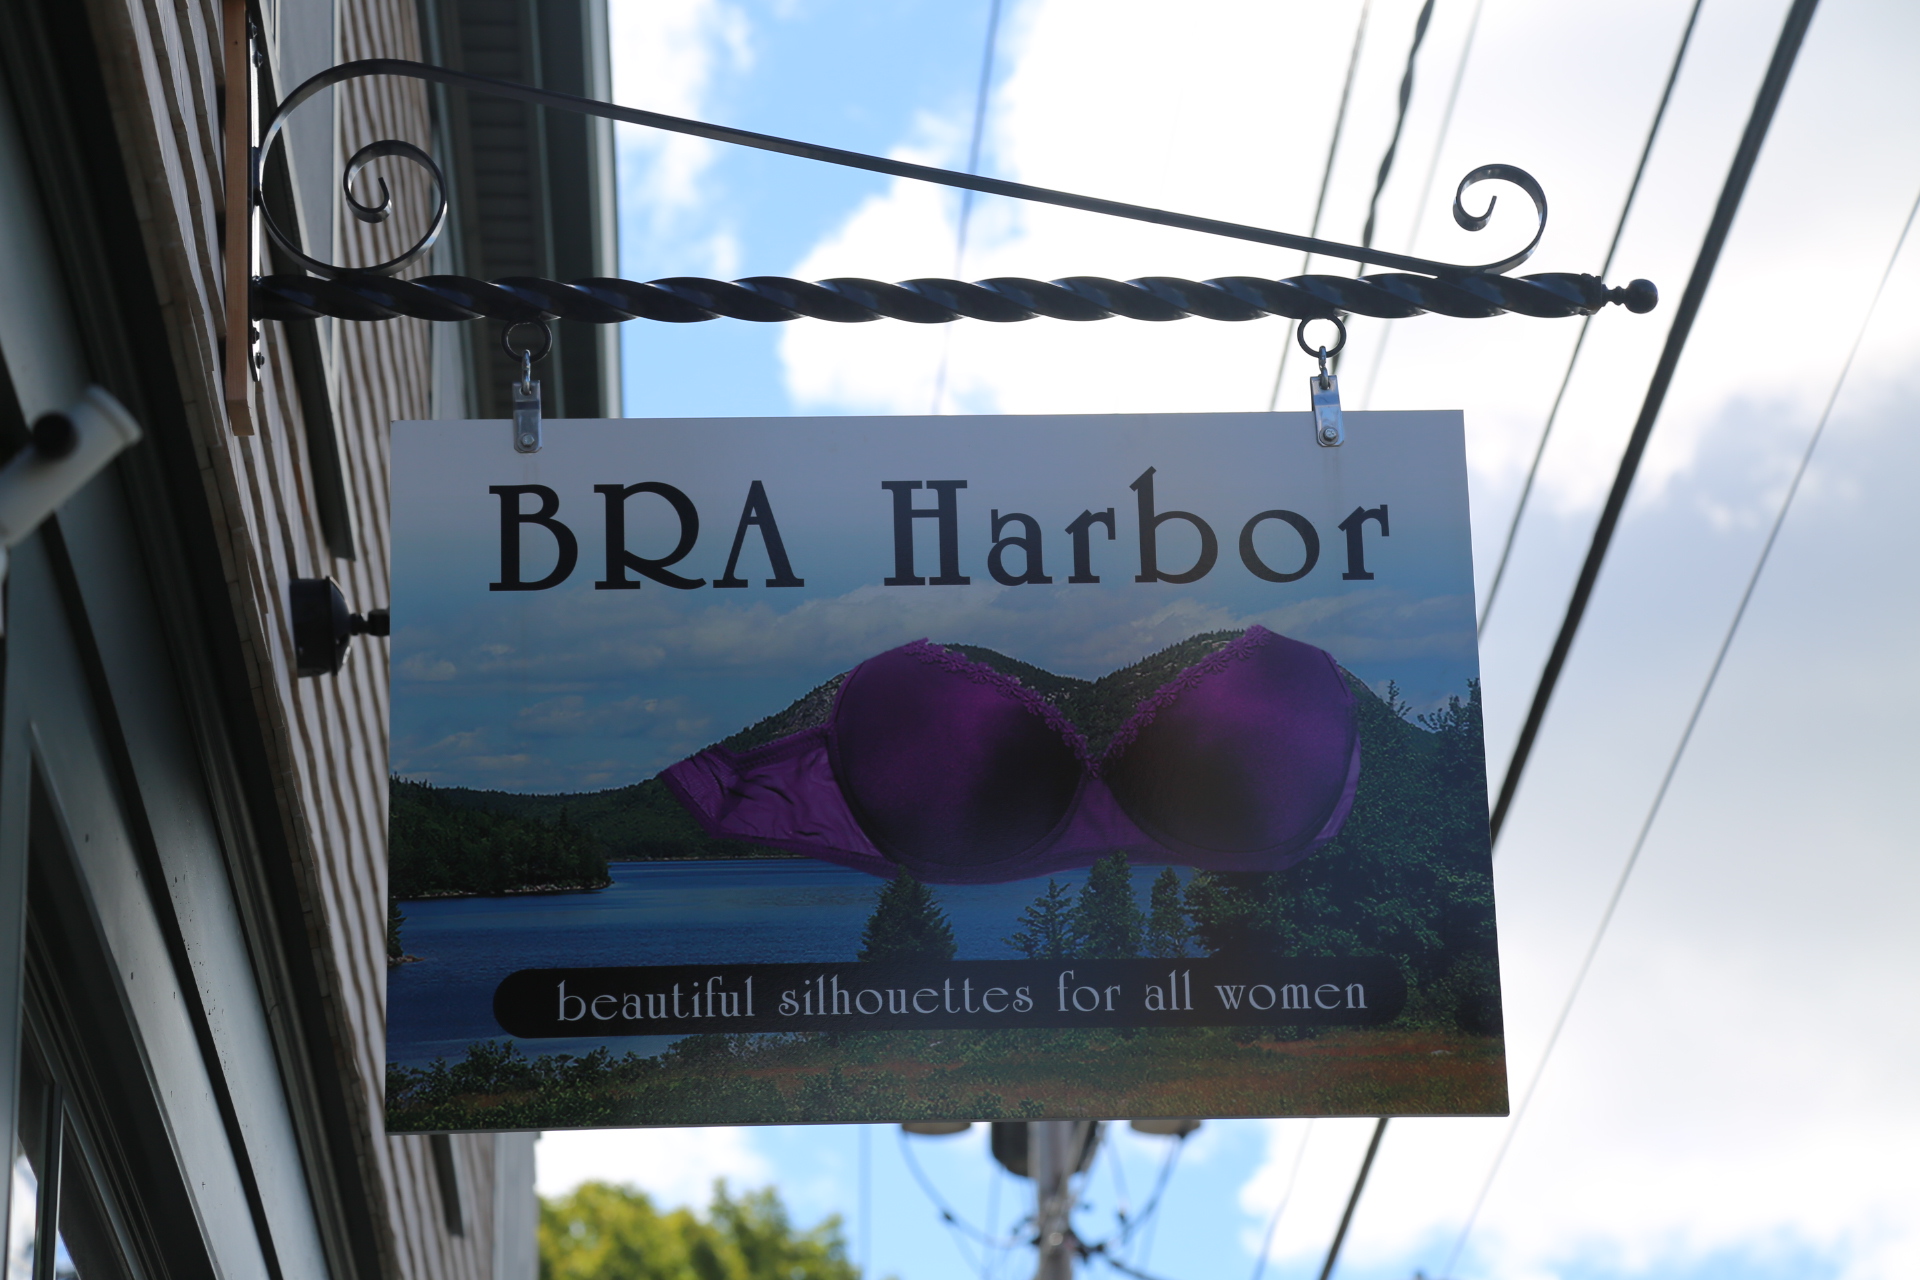 BRA Harbor
beautiful silhouettes for all women